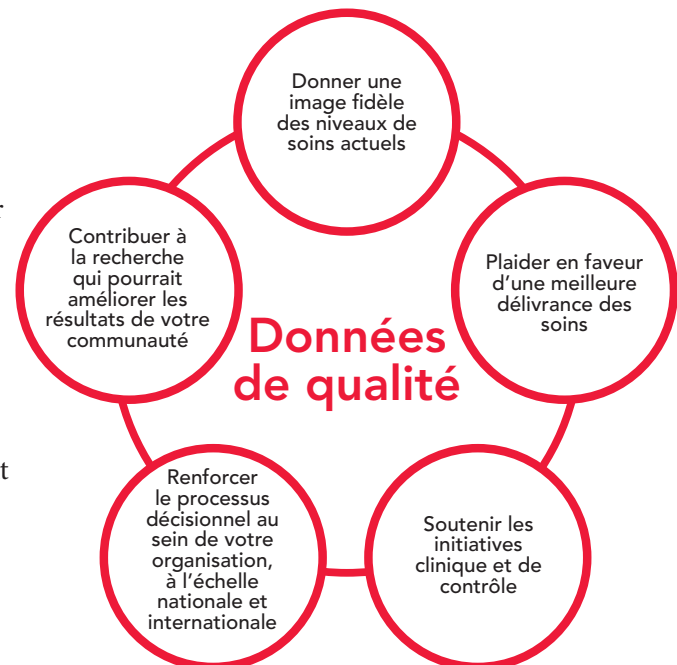 Donner une
image fidèle
des niveaux de
soins actuels
r
Contribuer à
la recherche
qui pourrait
améliorer les
résultats de votre
communauté
Plaider en faveur
d'une meilleure
délivrance des
soins
Données
de qualité
t
Renforcer
le processus
décisionnel au
sein de votre
organisation,
à l'échelle
nationale et
internationale
Soutenir les
initiatives
clinique et de
contrôle